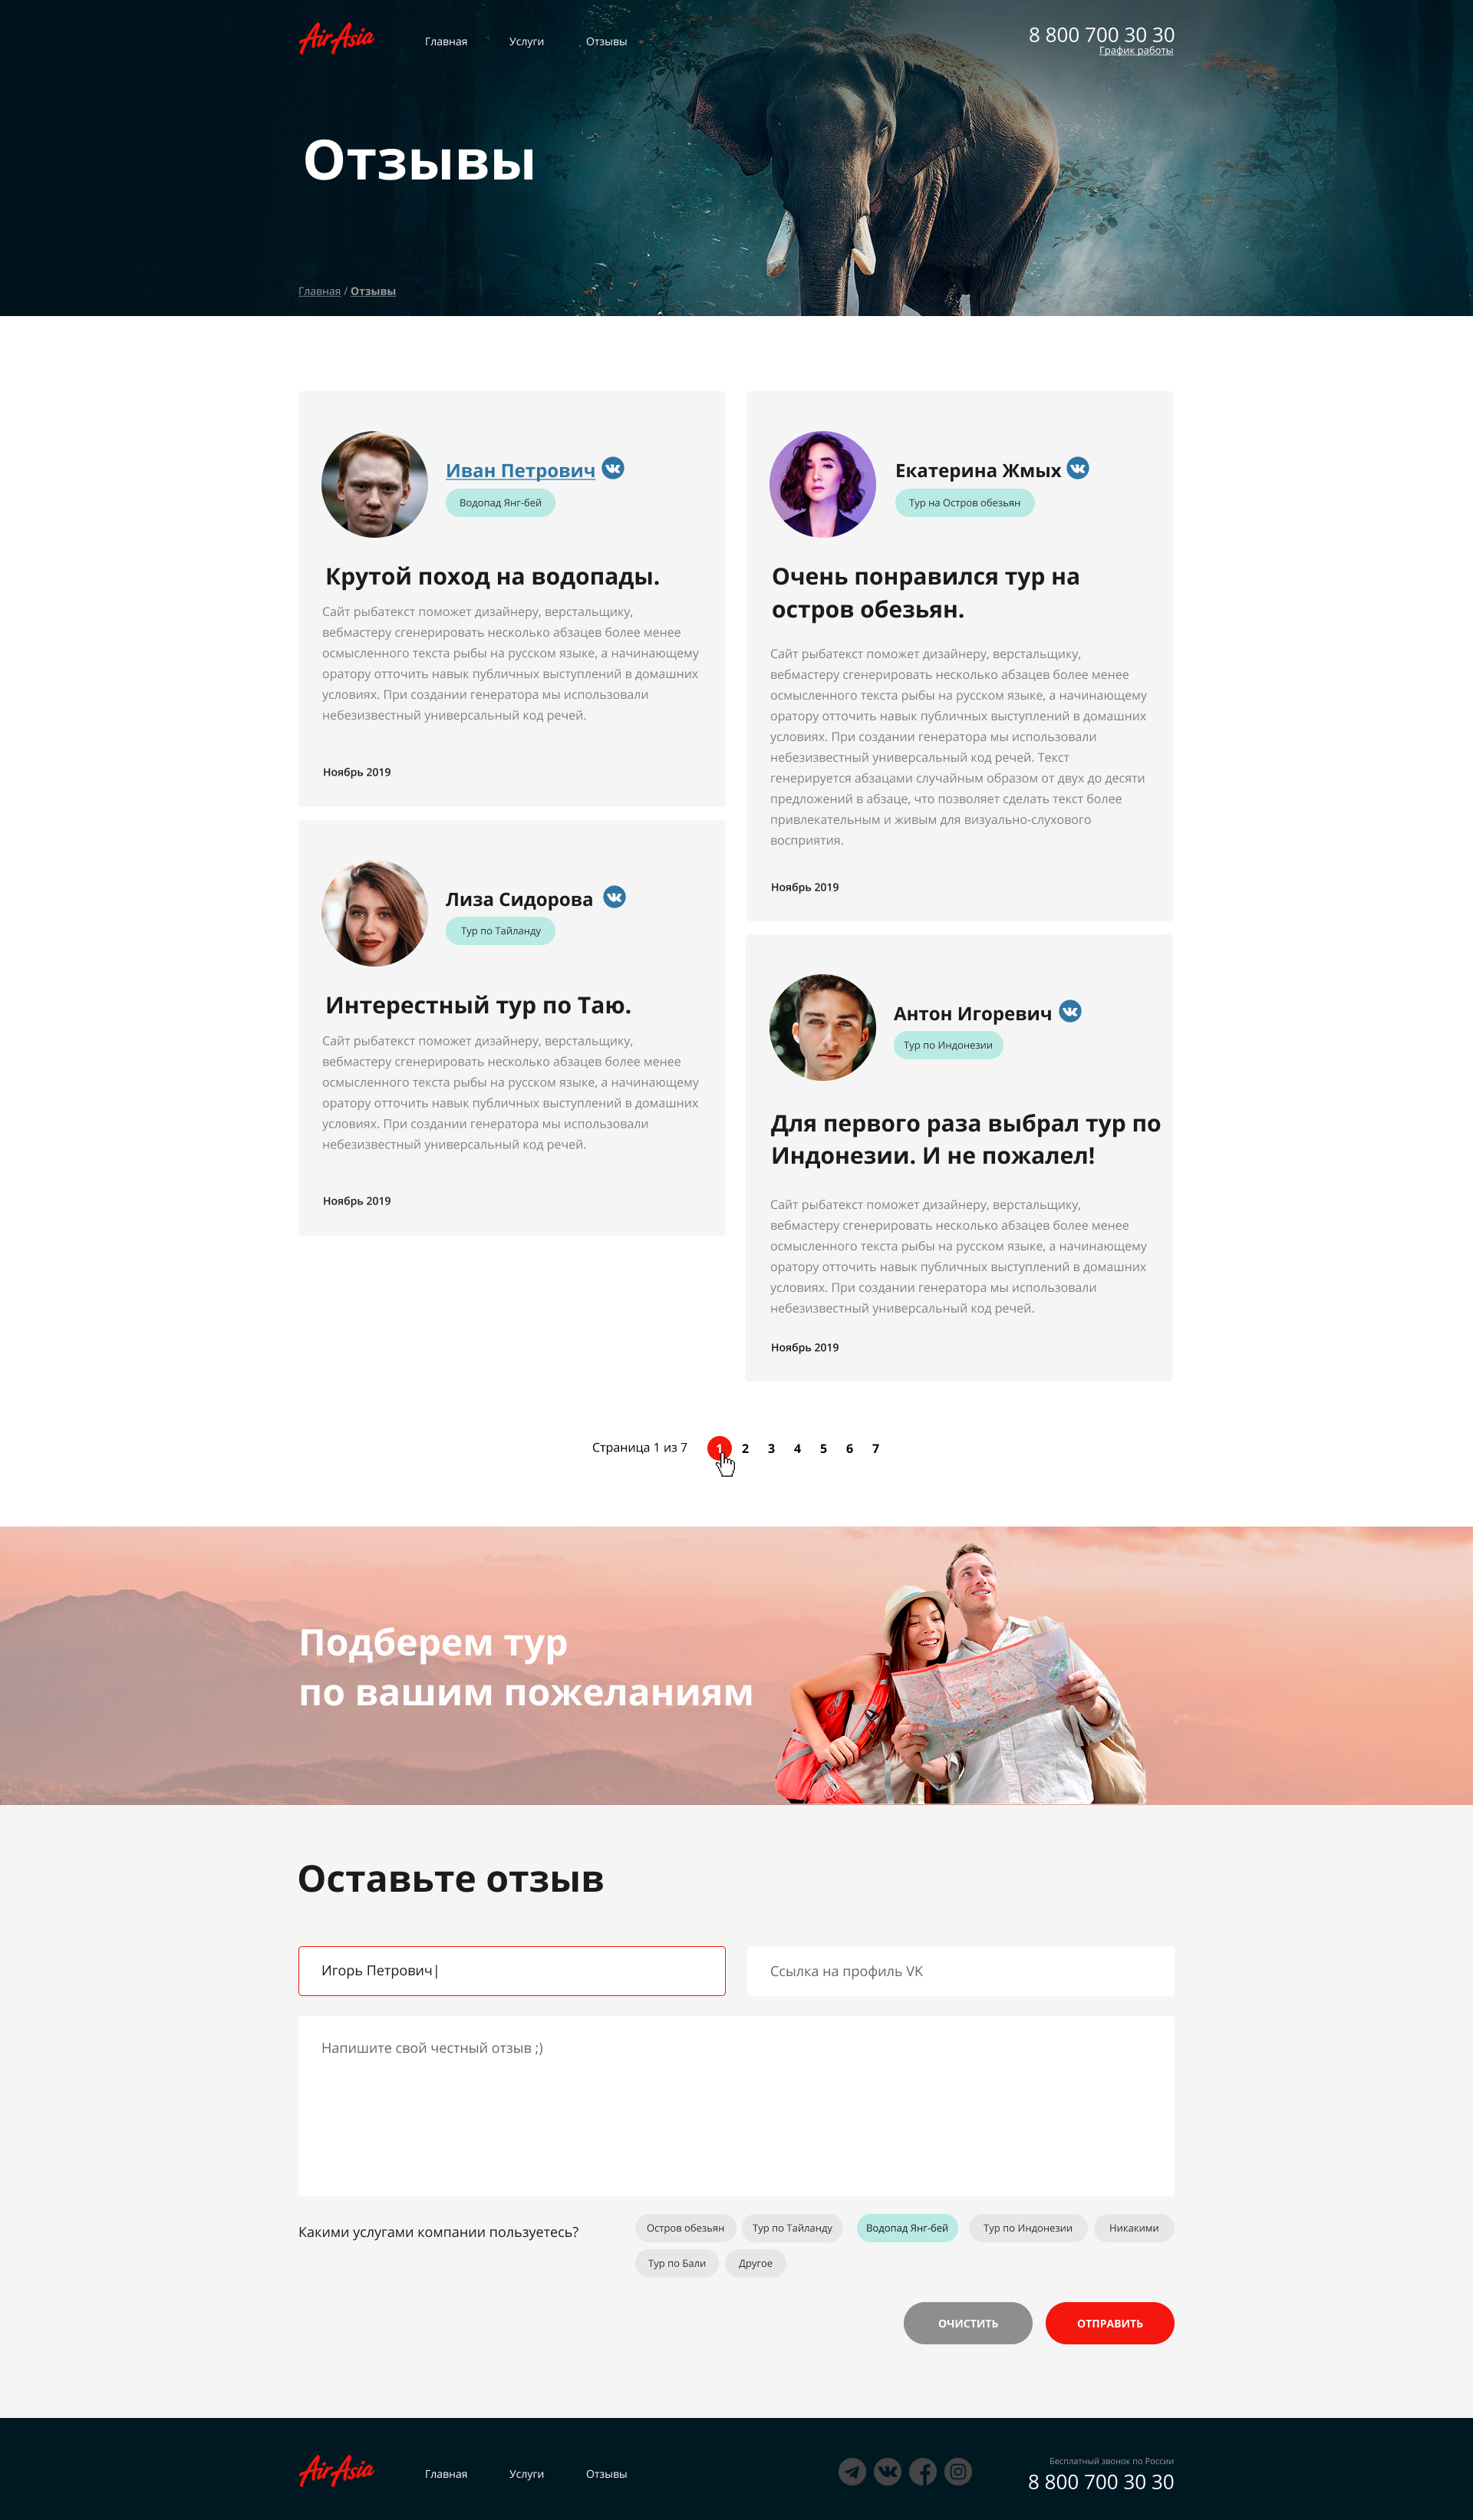 AirAsia
Главная
Услуги
Отзывы
8 800 700 30 30
График работы
Отзывы
Главная / Отзывы
Иван Петрович
Водопад Янг-бей
Крутой поход на водопады.
Сайт рыбатекст поможет дизайнеру, верстальщику,
вебмастеру сгенерировать несколько абзацев более менее
осмысленного текста рыбы на русском языке, а начинающему
оратору отточить навык публичных выступлений в домашних
условиях. При создании генератора мы использовали
небезизвестный универсальный код речей.
Ноябрь 2019
Екатерина Жмых
Тур на Остров обезьян
Очень понравился тур на
остров обезьян.
Сайт рыбатекст поможет дизайнеру, верстальщику,
вебмастеру сгенерировать несколько абзацев более менее
осмысленного текста рыбы на русском языке, а начинающему
оратору отточить навык публичных выступлений в домашних
условиях. При создании генератора мы использовали
небезизвестный универсальный код речей. Текст
генерируется абзацами случайным образом от двух до десяти
предложений в абзаце, что позволяет сделать текст более
привлекательным и живым для визуально-слухового
восприятия.
Ноябрь 2019
Лиза Сидорова
Тур по Тайланду
Интерестный тур по Таю.
Сайт рыбатекст поможет дизайнеру, верстальщику,
вебмастеру сгенерировать несколько абзацев более менее
осмысленного текста рыбы на русском языке, а начинающему
оратору отточить навык публичных выступлений в домашних
условиях. При создании генератора мы использовали
небезизвестный универсальный код речей.
Ноябрь 2019
Антон Игоревич
Тур по Индонезии
Для первого раза выбрал тур по
Индонезии. И не пожалел!
Сайт рыбатекст поможет дизайнеру, верстальщику,
вебмастеру сгенерировать несколько абзацев более менее
осмысленного текста рыбы на русском языке, а начинающему
оратору отточить навык публичных выступлений в домашних
условиях. При создании генератора мы использовали
небезизвестный универсальный код речей.
Ноябрь 2019
Страница 1 из 7 1 2 3 4 5 6 7
Подберем тур
по вашим пожеланиям
Оставьте отзыв
Игорь Петрович|
Ссылка на профиль VK
Напишите свой честный отзыв ;)
Какими услугами компании пользуетесь?
Остров обезьян
Тур по Тайланду
Водопад Янг-бей
Тур по Индонезии
Никакими
Тур по Бали
Другое
ОЧИСТИТЬ
ОТПРАВИТЬ
AirAsia
Главная
Услуги
Отзывы
Бесплатный звонок по России
8 800 700 30 30